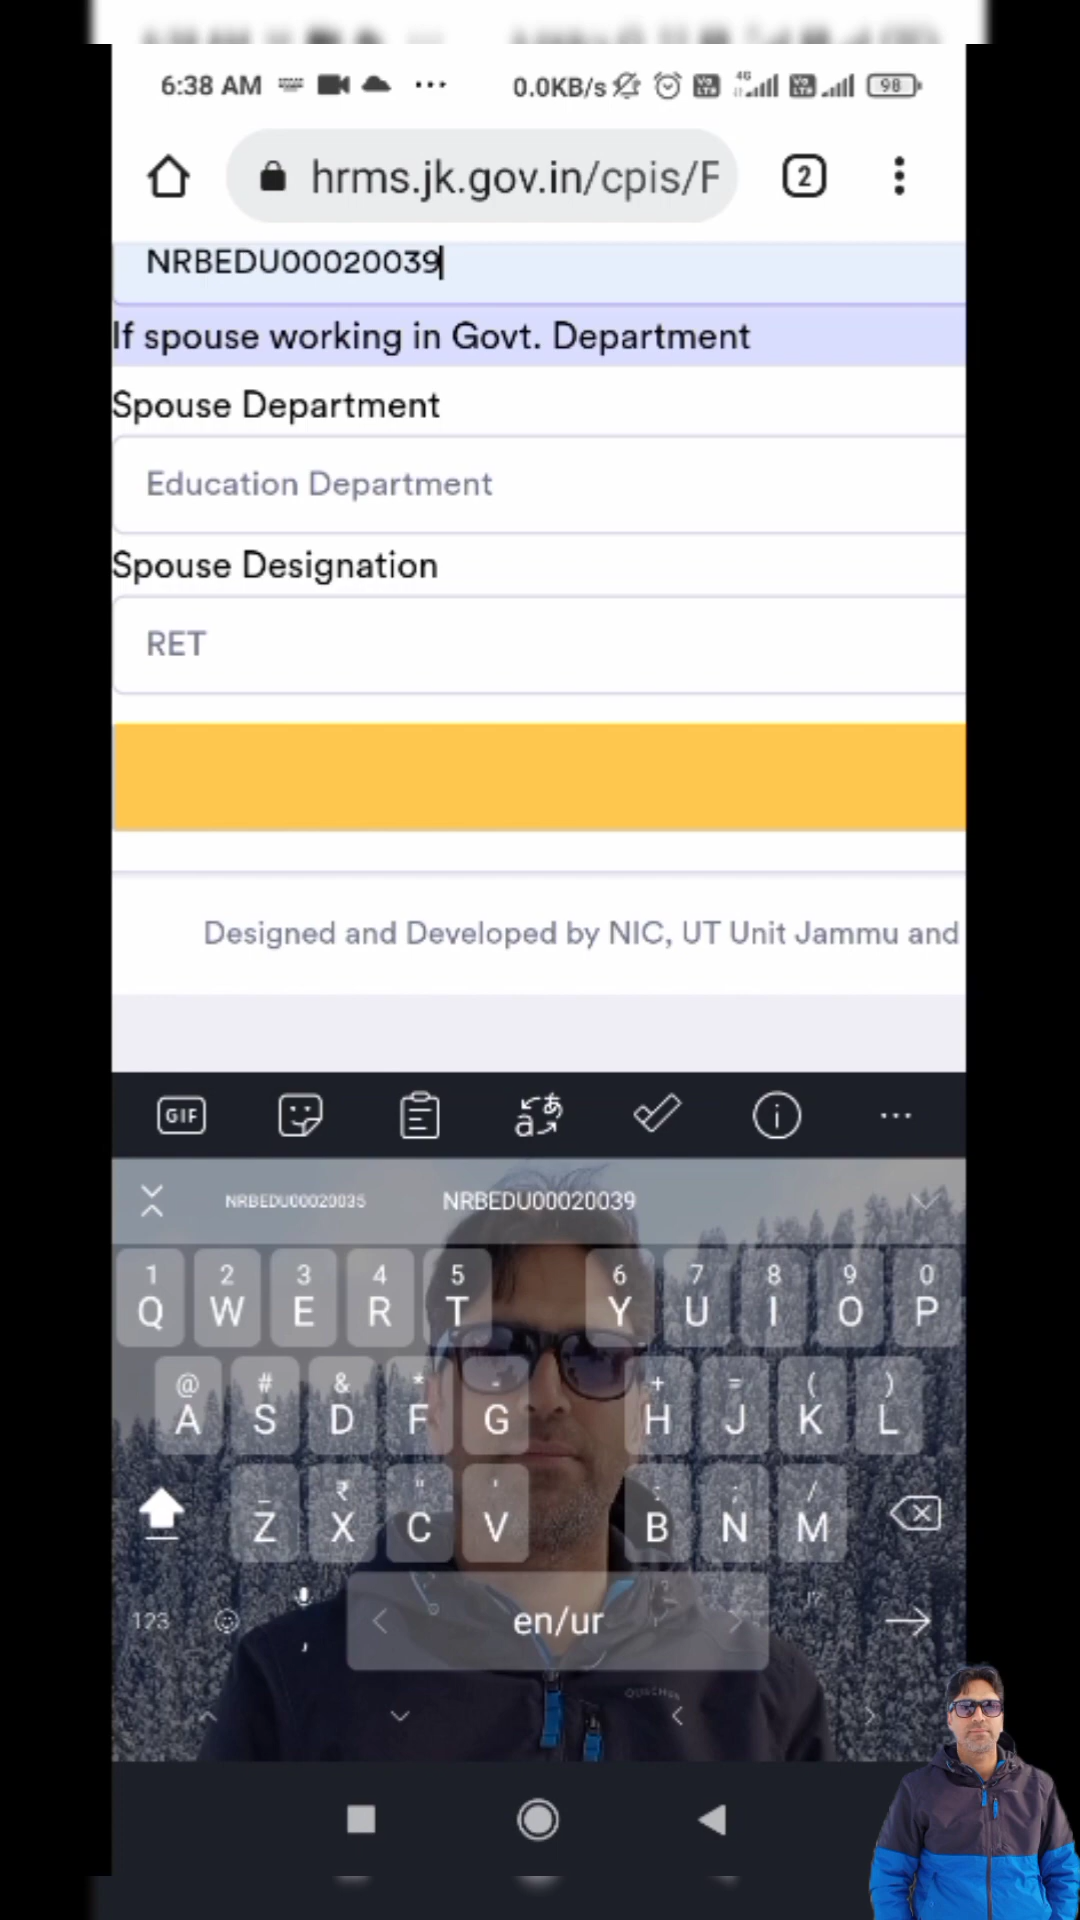 6:38 AM ... 0.0KB/s 4G 98
hrms.jk.gov.in/cpis/F 2
NRBEDU00020039
If spouse working in Govt. Department
Spouse Department
Education Department
Spouse Designation
RET
Designed and Developed by NIC, UT Unit Jammu and
GIF
NRBEDU00020035 NRBEDU00020039
1 2 3 4 5 6 7 8 9 0
Q W E R T Y U I O P
@ # & * - + = ( )
A S D F G H J K L
_ ₹ " ' : ; /
Z X C V B N M
123 , en/ur !?